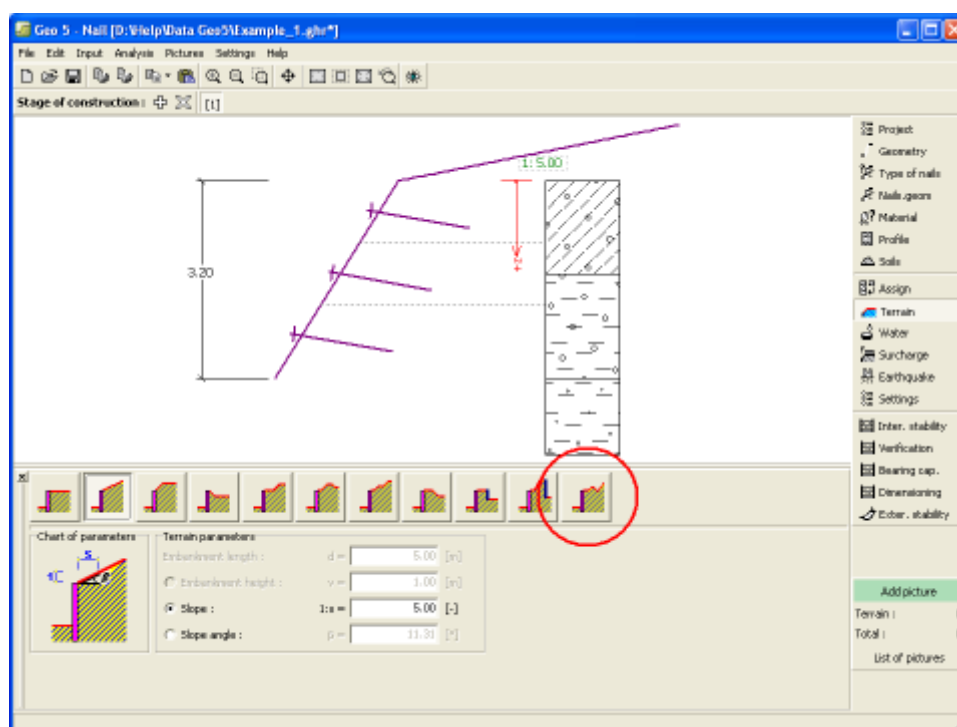 Geo 5 - Nail [D:\Help\Data Geo5\Example_1.ghr*]
File Edit Input Analysis Pictures Settings Help
Stage of construction : [1]
1: 5.00
3.20
+z
Project
Geometry
Type of nails
Nails.geom
Material
Profile
Soils
Assign
Terrain
Water
Surcharge
Earthquake
Settings
Inter. stability
Verification
Bearing cap.
Dimensioning
Exter. stability
Chart of parameters
s
1
β
Terrain parameters
Embankment length : d = 5.00 [m]
Embankment height : v = 1.00 [m]
Slope : 1:s = 5.00 [-]
Slope angle : β = 11.31 [°]
Add picture
Terrain :
Total :
List of pictures